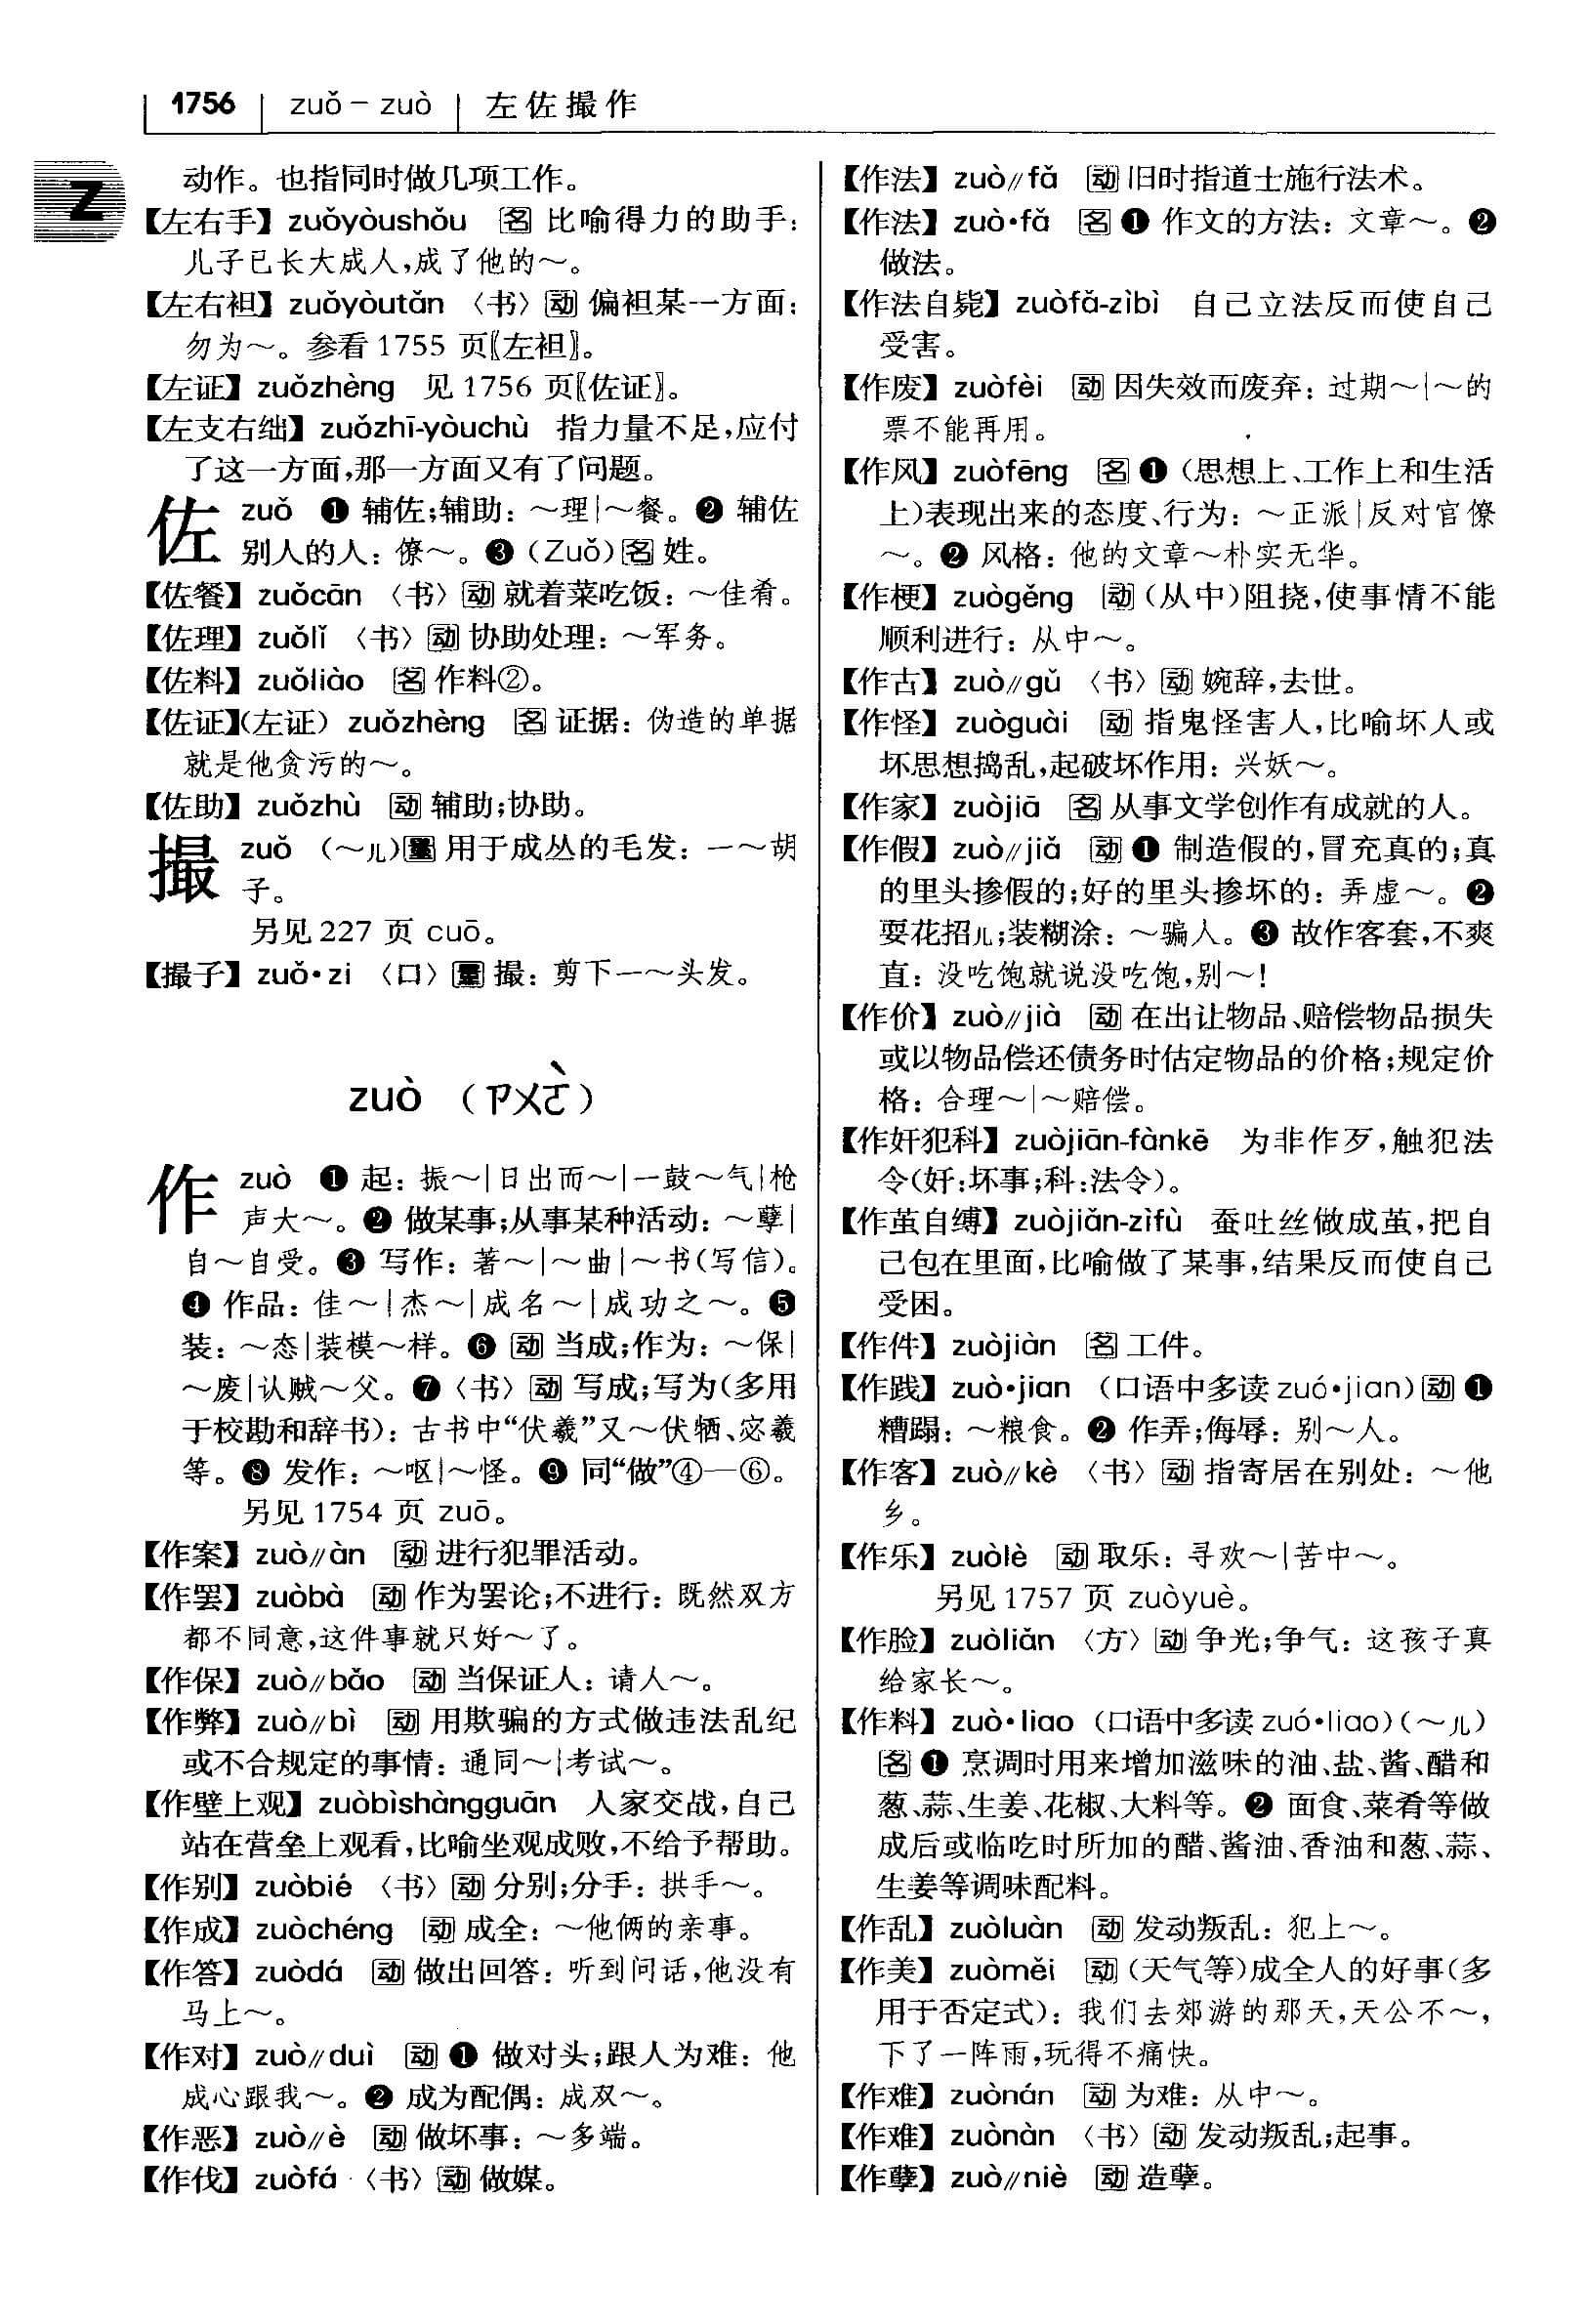 1756 zuǒ－zuò 左佐撮作
Z
动作。也指同时做几项工作。
【左右手】 zuǒyòushǒu 名 比喻得力的助手：
儿子已长大成人，成了他的～。
【左右袒】 zuǒyòutǎn 〈书〉动 偏袒某一方面：
勿为～。参看 1755 页〖左袒〗。
【左证】 zuǒzhèng 见 1756 页〖佐证〗。
【左支右绌】 zuǒzhī-yòuchù 指力量不足，应付
了这一方面，那一方面又有了问题。
佐 zuǒ ❶ 辅佐；辅助：～理|～餐。❷ 辅佐
别人的人：僚～。❸（Zuǒ）名 姓。
【佐餐】 zuǒcān 〈书〉动 就着菜吃饭：～佳肴。
【佐理】 zuǒlǐ 〈书〉动 协助处理：～军务。
【佐料】 zuǒliào 名 作料②。
【佐证】（左证） zuǒzhèng 名 证据：伪造的单据
就是他贪污的～。
【佐助】 zuǒzhù 动 辅助；协助。
撮 zuǒ （～儿）量 用于成丛的毛发：一～胡
子。
另见 227 页 cuō。
【撮子】 zuǒ·zi 〈口〉量 撮：剪下一～头发。
zuò （ㄗㄨㄛˋ）
作 zuò ❶ 起：振～|日出而～|一鼓～气|枪
声大～。❷ 做某事；从事某种活动：～孽|
自～自受。❸ 写作：著～|～曲|～书（写信）。
❹ 作品：佳～|杰～|成名～|成功之～。❺
装：～态|装模～样。❻ 动 当成；作为：～保|
～废|认贼～父。❼〈书〉动 写成；写为（多用
于校勘和辞书）：古书中“伏羲”又～伏牺、宓羲
等。❽ 发作：～呕|～怪。❾ 同“做”④—⑥。
另见 1754 页 zuō。
【作案】 zuò∥àn 动 进行犯罪活动。
【作罢】 zuòbà 动 作为罢论；不进行：既然双方
都不同意，这件事就只好～了。
【作保】 zuò∥bǎo 动 当保证人：请人～。
【作弊】 zuò∥bì 动 用欺骗的方式做违法乱纪
或不合规定的事情：通同～|考试～。
【作壁上观】 zuòbìshàngguān 人家交战，自己
站在营垒上观看，比喻坐观成败，不给予帮助。
【作别】 zuòbié 〈书〉动 分别；分手：拱手～。
【作成】 zuòchéng 动 成全：～他俩的亲事。
【作答】 zuòdá 动 做出回答：听到问话，他没有
马上～。
【作对】 zuò∥duì 动 ❶ 做对头；跟人为难：他
成心跟我～。❷ 成为配偶：成双～。
【作恶】 zuò∥è 动 做坏事：～多端。
【作伐】 zuòfá 〈书〉动 做媒。
【作法】 zuò∥fǎ 动 旧时指道士施行法术。
【作法】 zuò·fǎ 名 ❶ 作文的方法：文章～。❷
做法。
【作法自毙】 zuòfǎ-zìbì 自己立法反而使自己
受害。
【作废】 zuòfèi 动 因失效而废弃：过期～|～的
票不能再用。
【作风】 zuòfēng 名 ❶（思想上、工作上和生活
上）表现出来的态度、行为：～正派|反对官僚
～。❷ 风格：他的文章～朴实无华。
【作梗】 zuògěng 动（从中）阻挠，使事情不能
顺利进行：从中～。
【作古】 zuò∥gǔ 〈书〉动 婉辞，去世。
【作怪】 zuòguài 动 指鬼怪害人，比喻坏人或
坏思想捣乱，起破坏作用：兴妖～。
【作家】 zuòjiā 名 从事文学创作有成就的人。
【作假】 zuò∥jiǎ 动 ❶ 制造假的，冒充真的；真
的里头掺假的；好的里头掺坏的：弄虚～。❷
耍花招儿；装糊涂：～骗人。❸ 故作客套，不爽
直：没吃饱就说没吃饱，别～！
【作价】 zuò∥jià 动 在出让物品、赔偿物品损失
或以物品偿还债务时估定物品的价格；规定价
格：合理～|～赔偿。
【作奸犯科】 zuòjiān-fànkē 为非作歹，触犯法
令（奸：坏事；科：法令）。
【作茧自缚】 zuòjiǎn-zìfù 蚕吐丝做成茧，把自
己包在里面，比喻做了某事，结果反而使自己
受困。
【作件】 zuòjiàn 名 工件。
【作践】 zuò·jian （口语中多读 zuó·jian）动 ❶
糟蹋：～粮食。❷ 作弄；侮辱：别～人。
【作客】 zuò∥kè 〈书〉动 指寄居在别处：～他
乡。
【作乐】 zuòlè 动 取乐：寻欢～|苦中～。
另见 1757 页 zuòyuè。
【作脸】 zuòliǎn 〈方〉动 争光；争气：这孩子真
给家长～。
【作料】 zuò·liao （口语中多读 zuó·liao）（～儿）
名 ❶ 烹调时用来增加滋味的油、盐、酱、醋和
葱、蒜、生姜、花椒、大料等。❷ 面食、菜肴等做
成后或临吃时所加的醋、酱油、香油和葱、蒜、
生姜等调味配料。
【作乱】 zuòluàn 动 发动叛乱：犯上～。
【作美】 zuòměi 动（天气等）成全人的好事（多
用于否定式）：我们去郊游的那天，天公不～，
下了一阵雨，玩得不痛快。
【作难】 zuònán 动 为难：从中～。
【作难】 zuònàn 〈书〉动 发动叛乱；起事。
【作孽】 zuò∥niè 动 造孽。